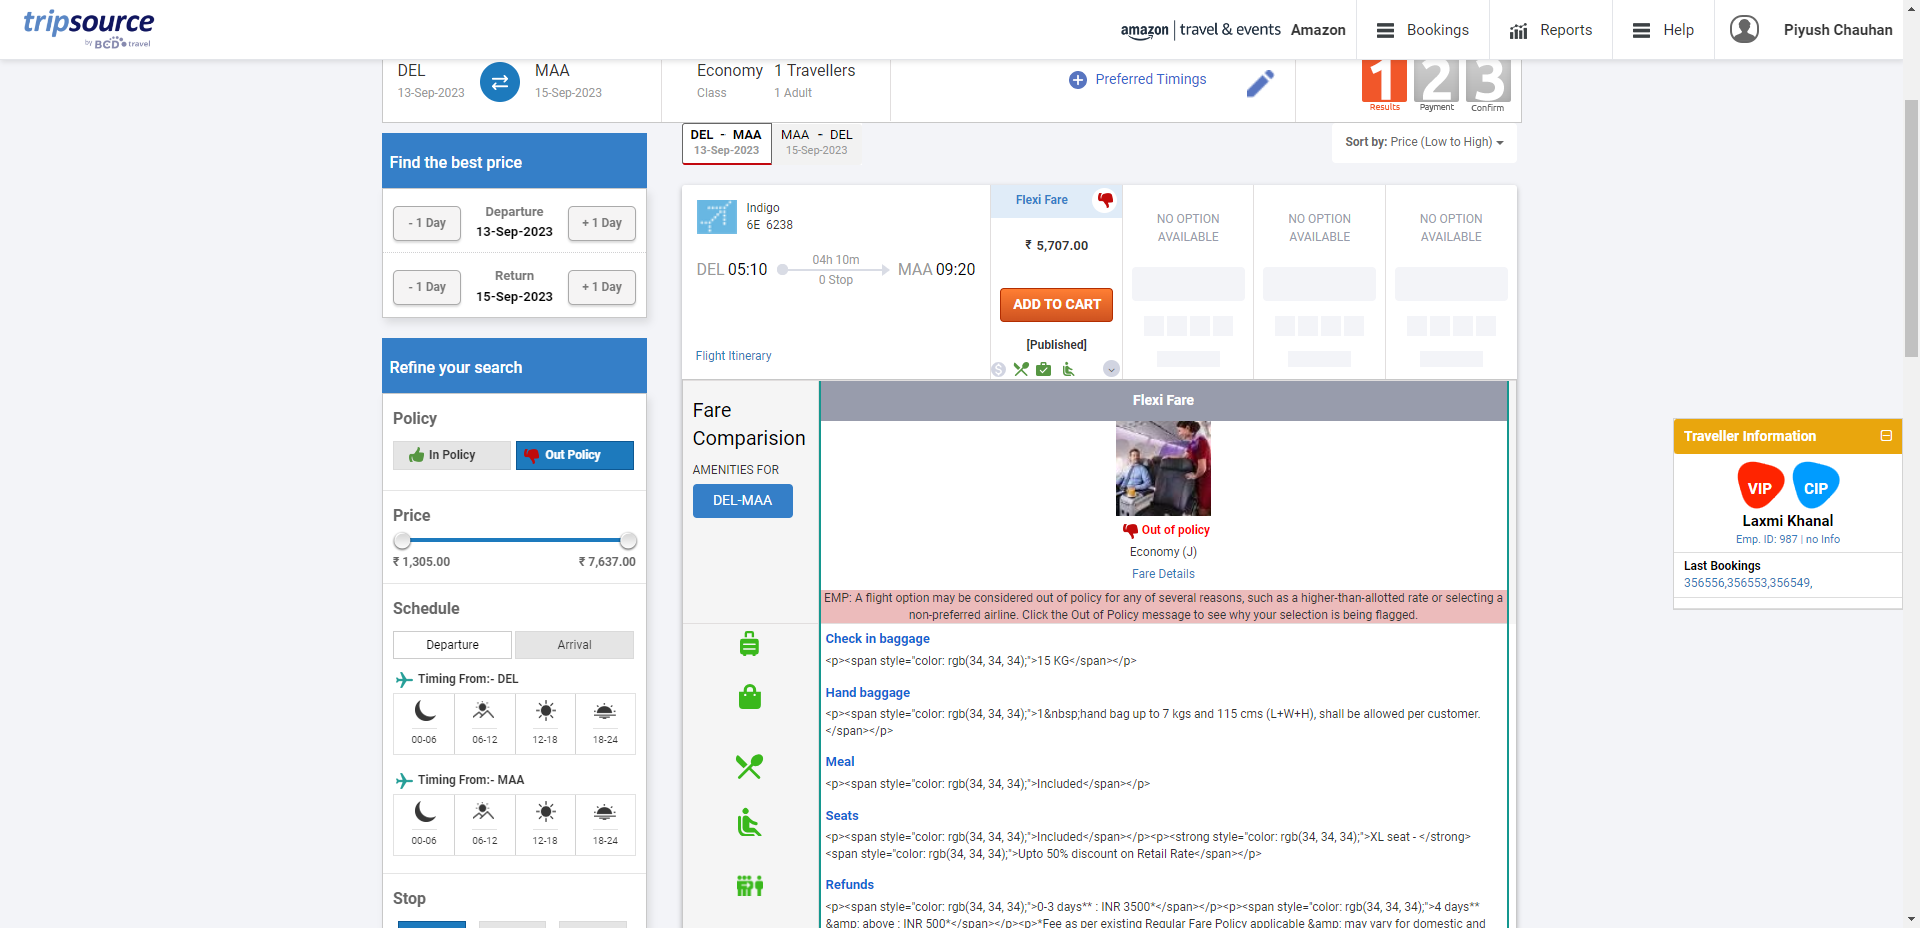 tripsource
by BCD travel
amazon | travel & events Amazon
Bookings
Reports
Help
Piyush Chauhan
DEL
13-Sep-2023
MAA
15-Sep-2023
Economy
Class
1 Travellers
1 Adult
Preferred Timings
1 2 3
Results Payment Confirm
DEL - MAA
13-Sep-2023
MAA - DEL
15-Sep-2023
Sort by: Price (Low to High)
Find the best price
- 1 Day
Departure
13-Sep-2023
+ 1 Day
- 1 Day
Return
15-Sep-2023
+ 1 Day
Refine your search
Policy
In Policy
Out Policy
Price
₹ 1,305.00
₹ 7,637.00
Schedule
Departure
Arrival
Timing From:- DEL
00-06
06-12
12-18
18-24
Timing From:- MAA
00-06
06-12
12-18
18-24
Stop
Indigo
6E 6238
DEL 05:10
04h 10m
0 Stop
MAA 09:20
Flight Itinerary
Flexi Fare
₹ 5,707.00
ADD TO CART
[Published]
NO OPTION
AVAILABLE
NO OPTION
AVAILABLE
NO OPTION
AVAILABLE
Fare
Comparision
AMENITIES FOR
DEL-MAA
Flexi Fare
Out of policy
Economy (J)
Fare Details
EMP: A flight option may be considered out of policy for any of several reasons, such as a higher-than-allotted rate or selecting a
non-preferred airline. Click the Out of Policy message to see why your selection is being flagged.
Check in baggage
<p><span style="color: rgb(34, 34, 34);">15 KG</span></p>
Hand baggage
<p><span style="color: rgb(34, 34, 34);">1&nbsp;hand bag up to 7 kgs and 115 cms (L+W+H), shall be allowed per customer.
</span></p>
Meal
<p><span style="color: rgb(34, 34, 34);">Included</span></p>
Seats
<p><span style="color: rgb(34, 34, 34);">Included</span></p><p><strong style="color: rgb(34, 34, 34);">XL seat - </strong>
<span style="color: rgb(34, 34, 34);">Upto 50% discount on Retail Rate</span></p>
Refunds
<p><span style="color: rgb(34, 34, 34);">0-3 days** : INR 3500*</span></p><p><span style="color: rgb(34, 34, 34);">4 days**
&amp; above : INR 500*</span></p><p>*Fee as per existing Regular Fare Policy applicable &amp; may vary for domestic and
Traveller Information
VIP
CIP
Laxmi Khanal
Emp. ID: 987 | no Info
Last Bookings
356556,356553,356549,